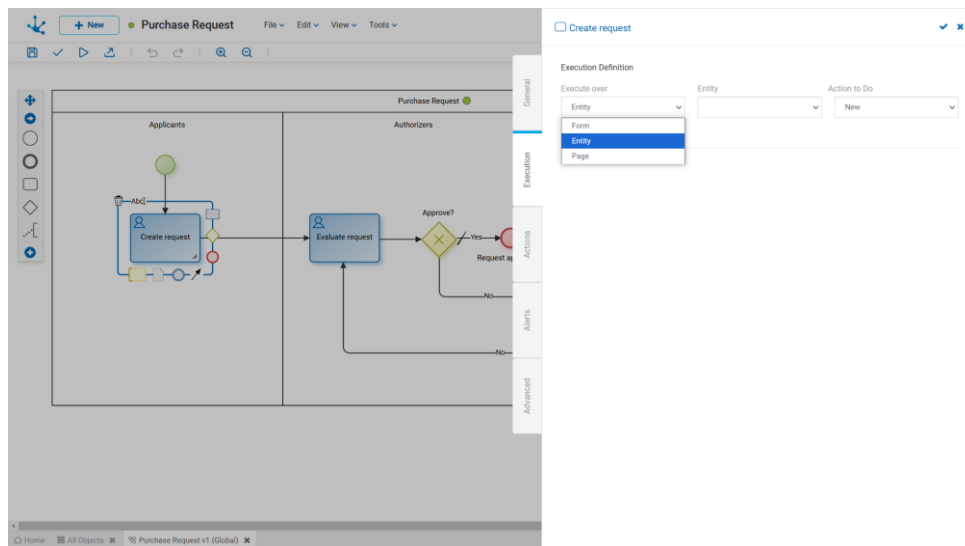 + New
Purchase Request
File
Edit
View
Tools
Create request
Purchase Request
Applicants
Authorizers
Abc
Create request
Evaluate request
Approve?
Yes
Request ap
No
No
General
Execution
Actions
Alerts
Advanced
Execution Definition
Execute over
Entity
Action to Do
Entity
New
Form
Entity
Page
Home
All Objects
Purchase Request v1 (Global)